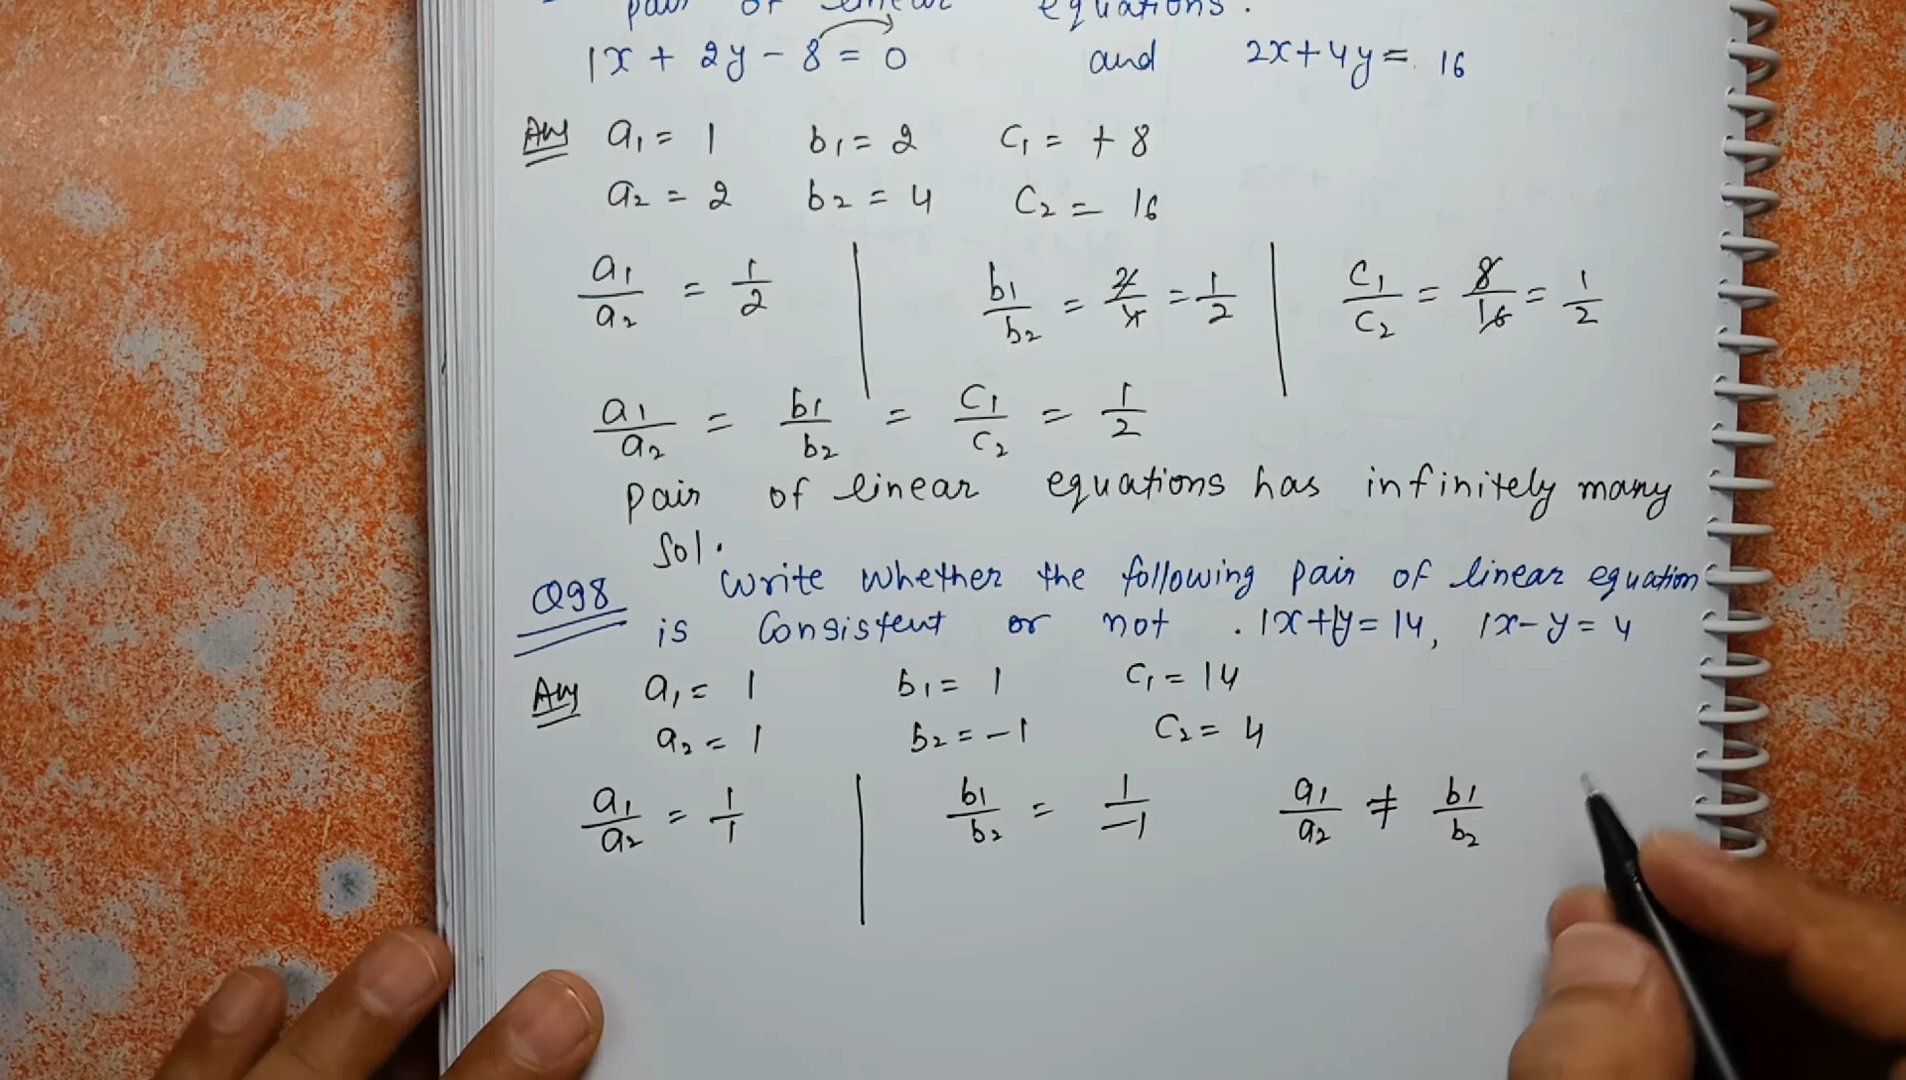 pair of linear equations.
1x + 2y - 8 = 0 and 2x+4y = 16
Ans a₁ = 1 b₁ = 2 c₁ = + 8
a₂ = 2 b₂ = 4 c₂ = 16
a₁/a₂ = 1/2 | b₁/b₂ = 2/4 = 1/2 | c₁/c₂ = 8/16 = 1/2
a₁/a₂ = b₁/b₂ = c₁/c₂ = 1/2
pair of linear equations has infinitely many
sol.
Q98 Write whether the following pair of linear equation
is Consistent or not . 1x+1y = 14, 1x-y = 4
Ans a₁ = 1 b₁ = 1 c₁ = 14
a₂ = 1 b₂ = -1 c₂ = 4
a₁/a₂ = 1/1 | b₁/b₂ = 1/-1 a₁/a₂ ≠ b₁/b₂